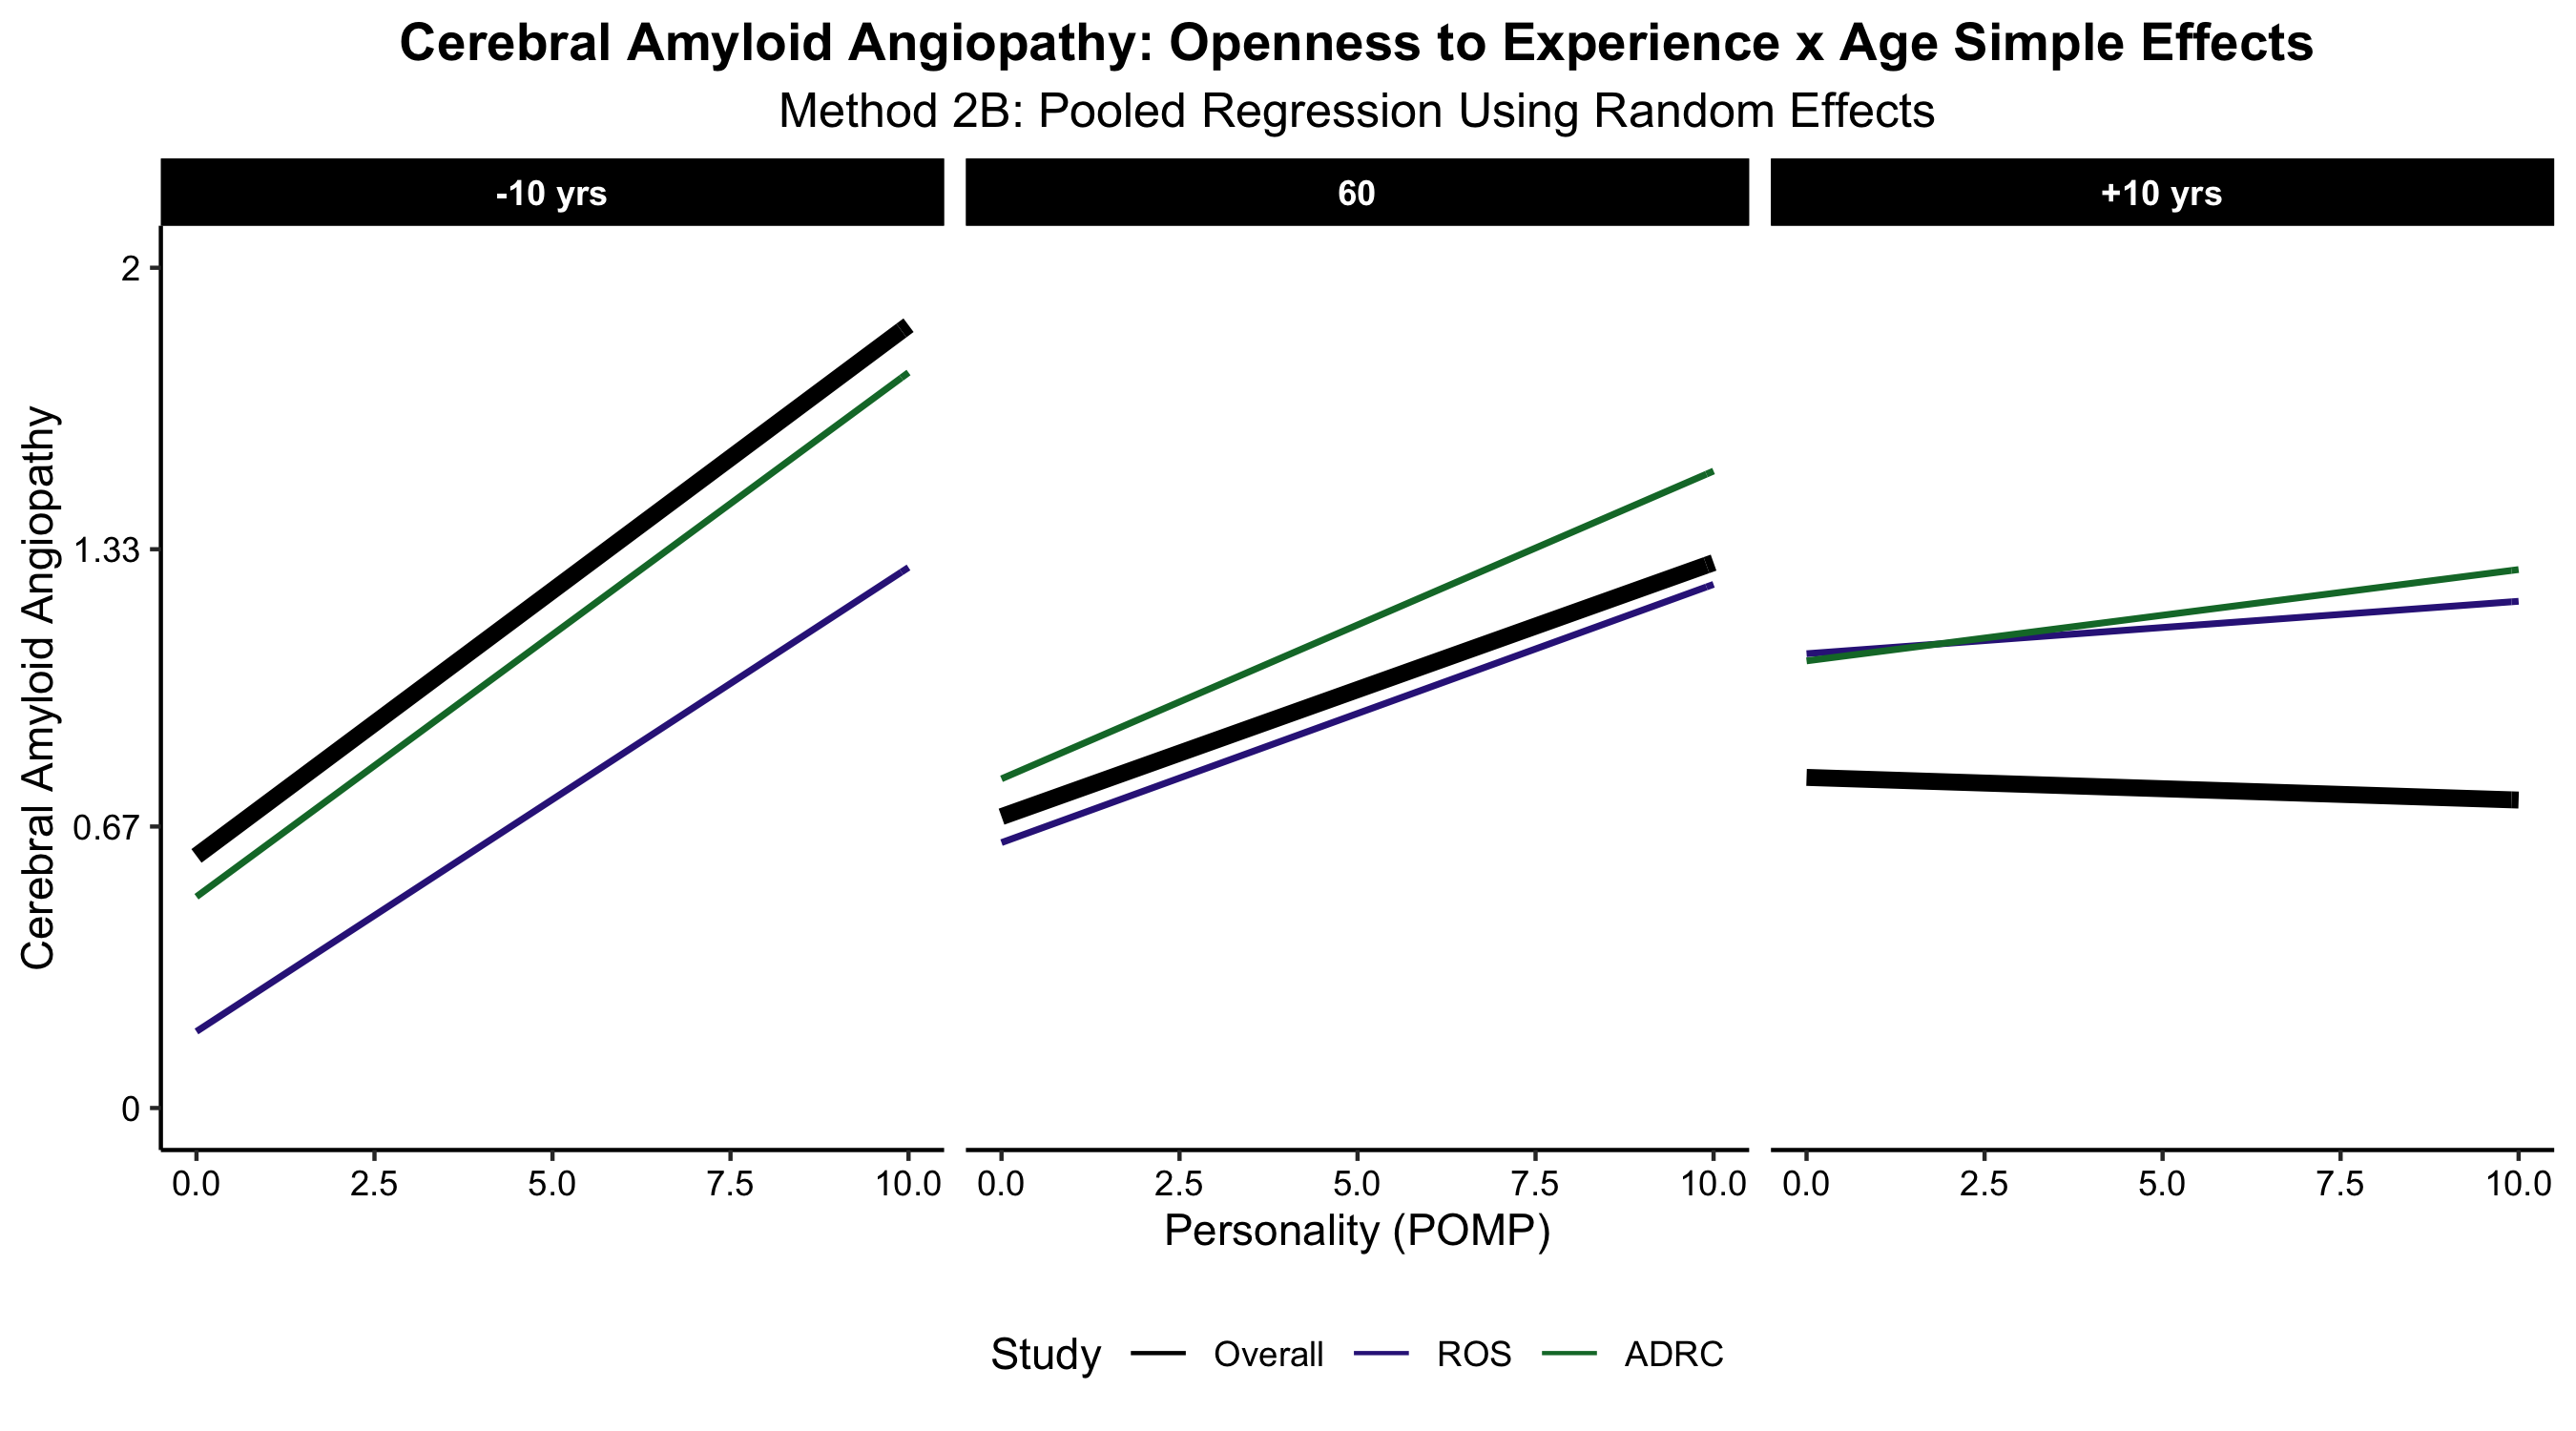 Cerebral Amyloid Angiopathy: Openness to Experience x Age Simple Effects
Method 2B: Pooled Regression Using Random Effects
-10 yrs
60
+10 yrs
Cerebral Amyloid Angiopathy
2
1.33
0.67
0
0.0 2.5 5.0 7.5 10.0
0.0 2.5 5.0 7.5 10.0
0.0 2.5 5.0 7.5 10.0
Personality (POMP)
Study Overall ROS ADRC